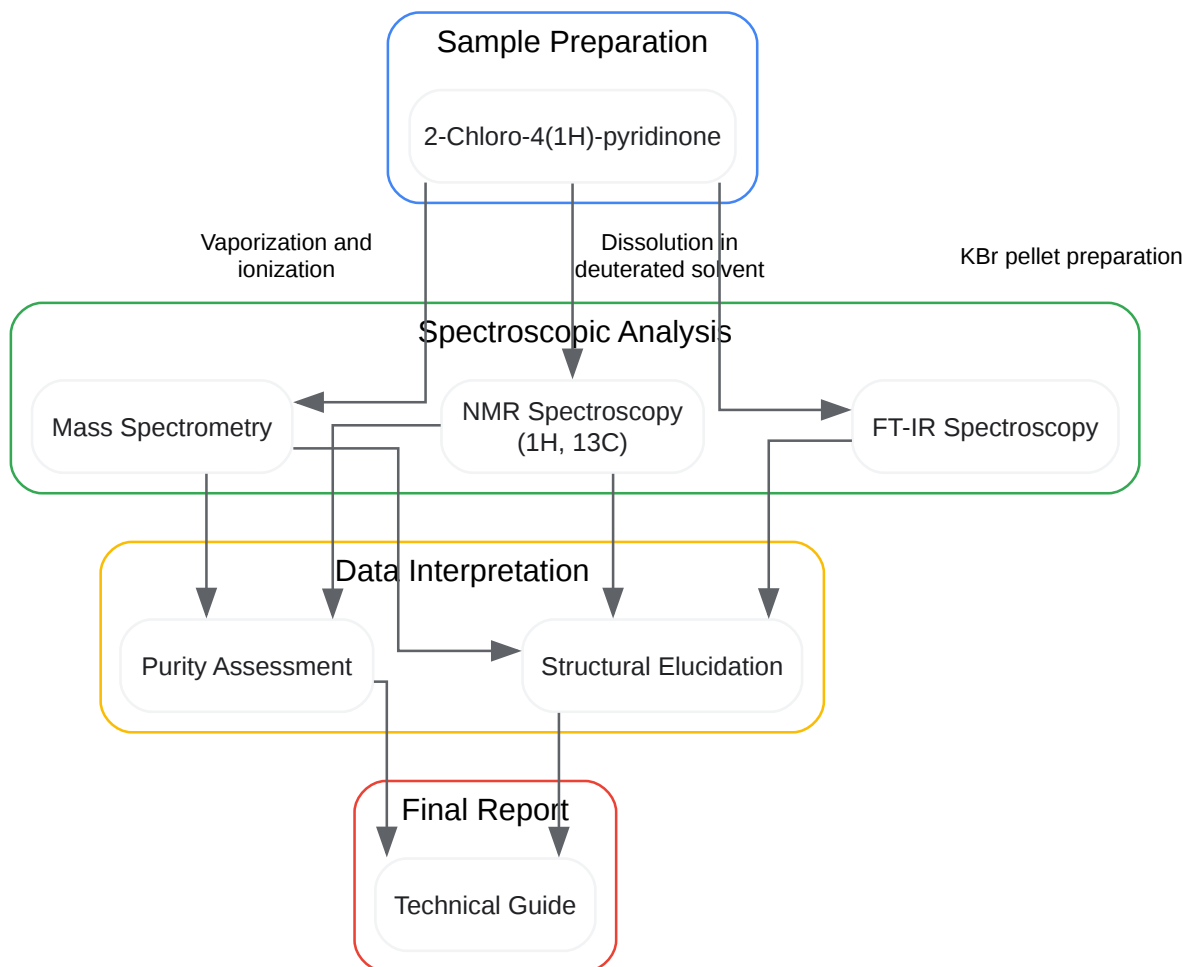 Sample Preparation
2-Chloro-4(1H)-pyridinone
Vaporization and
ionization
Dissolution in
deuterated solvent
KBr pellet preparation
Spectroscopic Analysis
Mass Spectrometry
NMR Spectroscopy
(1H, 13C)
FT-IR Spectroscopy
Data Interpretation
Purity Assessment
Structural Elucidation
Final Report
Technical Guide